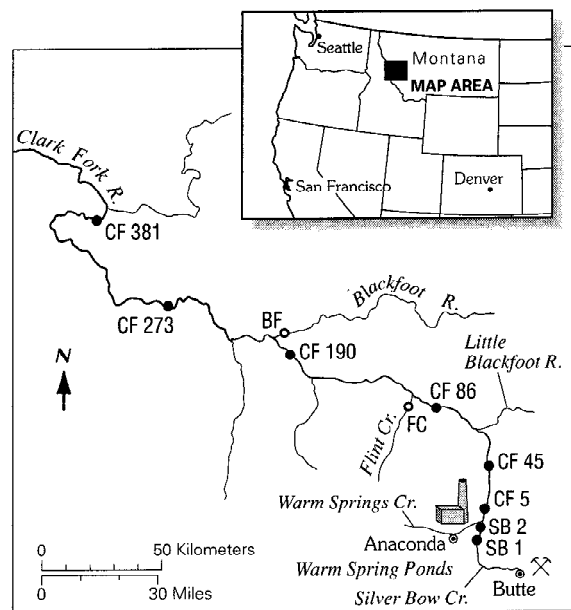 Seattle
Montana
MAP AREA
San Francisco
Denver
Clark Fork R.
CF 381
CF 273
BF
Blackfoot R.
CF 190
Little
Blackfoot R.
N
CF 86
FC
Flint Cr.
CF 45
CF 5
Warm Springs Cr.
SB 2
Anaconda
SB 1
Warm Spring Ponds
Silver Bow Cr.
Butte
0 50 Kilometers
0 30 Miles